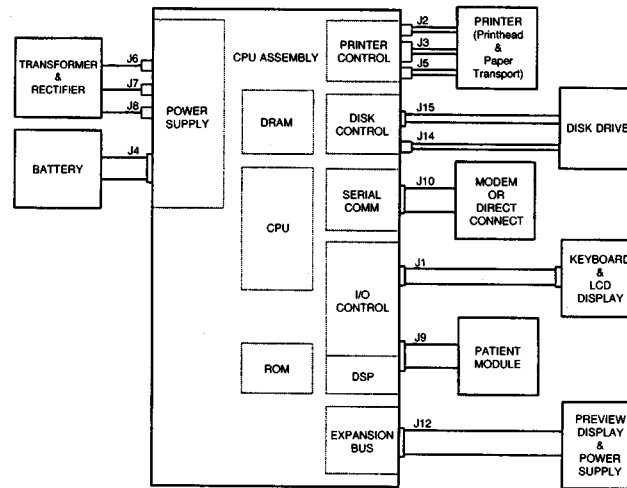 J2
PRINTER
(Printhead
&
Paper
Transport)
J3
J5
PRINTER
CONTROL
CPU ASSEMBLY
J6
TRANSFORMER
&
RECTIFIER
J7
J8
POWER
SUPPLY
DRAM
DISK
CONTROL
J15
J14
DISK DRIVE
J4
BATTERY
SERIAL
COMM
J10
MODEM
OR
DIRECT
CONNECT
CPU
I/O
CONTROL
J1
KEYBOARD
&
LCD
DISPLAY
J9
PATIENT
MODULE
ROM
DSP
EXPANSION
BUS
J12
PREVIEW
DISPLAY
&
POWER
SUPPLY